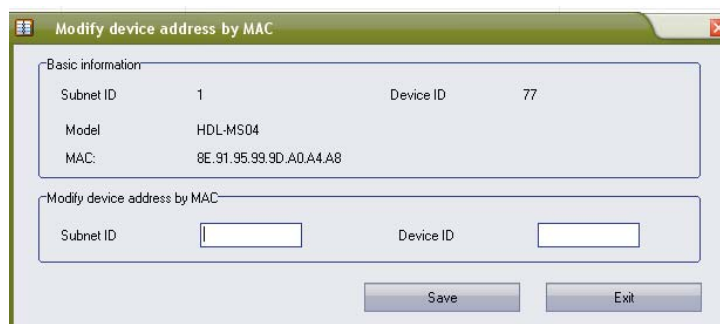 Modify device address by MAC
Basic information
Subnet ID 1 Device ID 77
Model HDL-MS04
MAC: 8E.91.95.99.9D.A0.A4.A8
Modify device address by MAC
Subnet ID Device ID
Save Exit